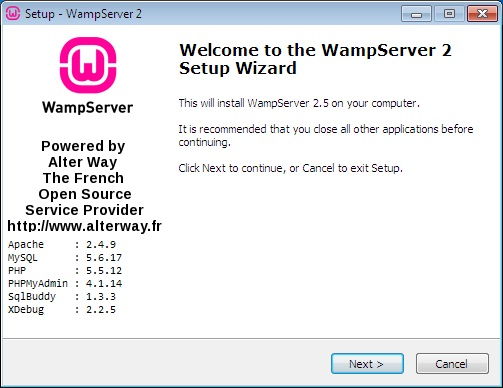 Setup - WampServer 2
W
WampServer
Powered by
Alter Way
The French
Open Source
Service Provider
http://www.alterway.fr
Apache : 2.4.9
MySQL : 5.6.17
PHP : 5.5.12
PHPMyAdmin : 4.1.14
SqlBuddy : 1.3.3
XDebug : 2.2.5
Welcome to the WampServer 2
Setup Wizard
This will install WampServer 2.5 on your computer.
It is recommended that you close all other applications before
continuing.
Click Next to continue, or Cancel to exit Setup.
Next >
Cancel